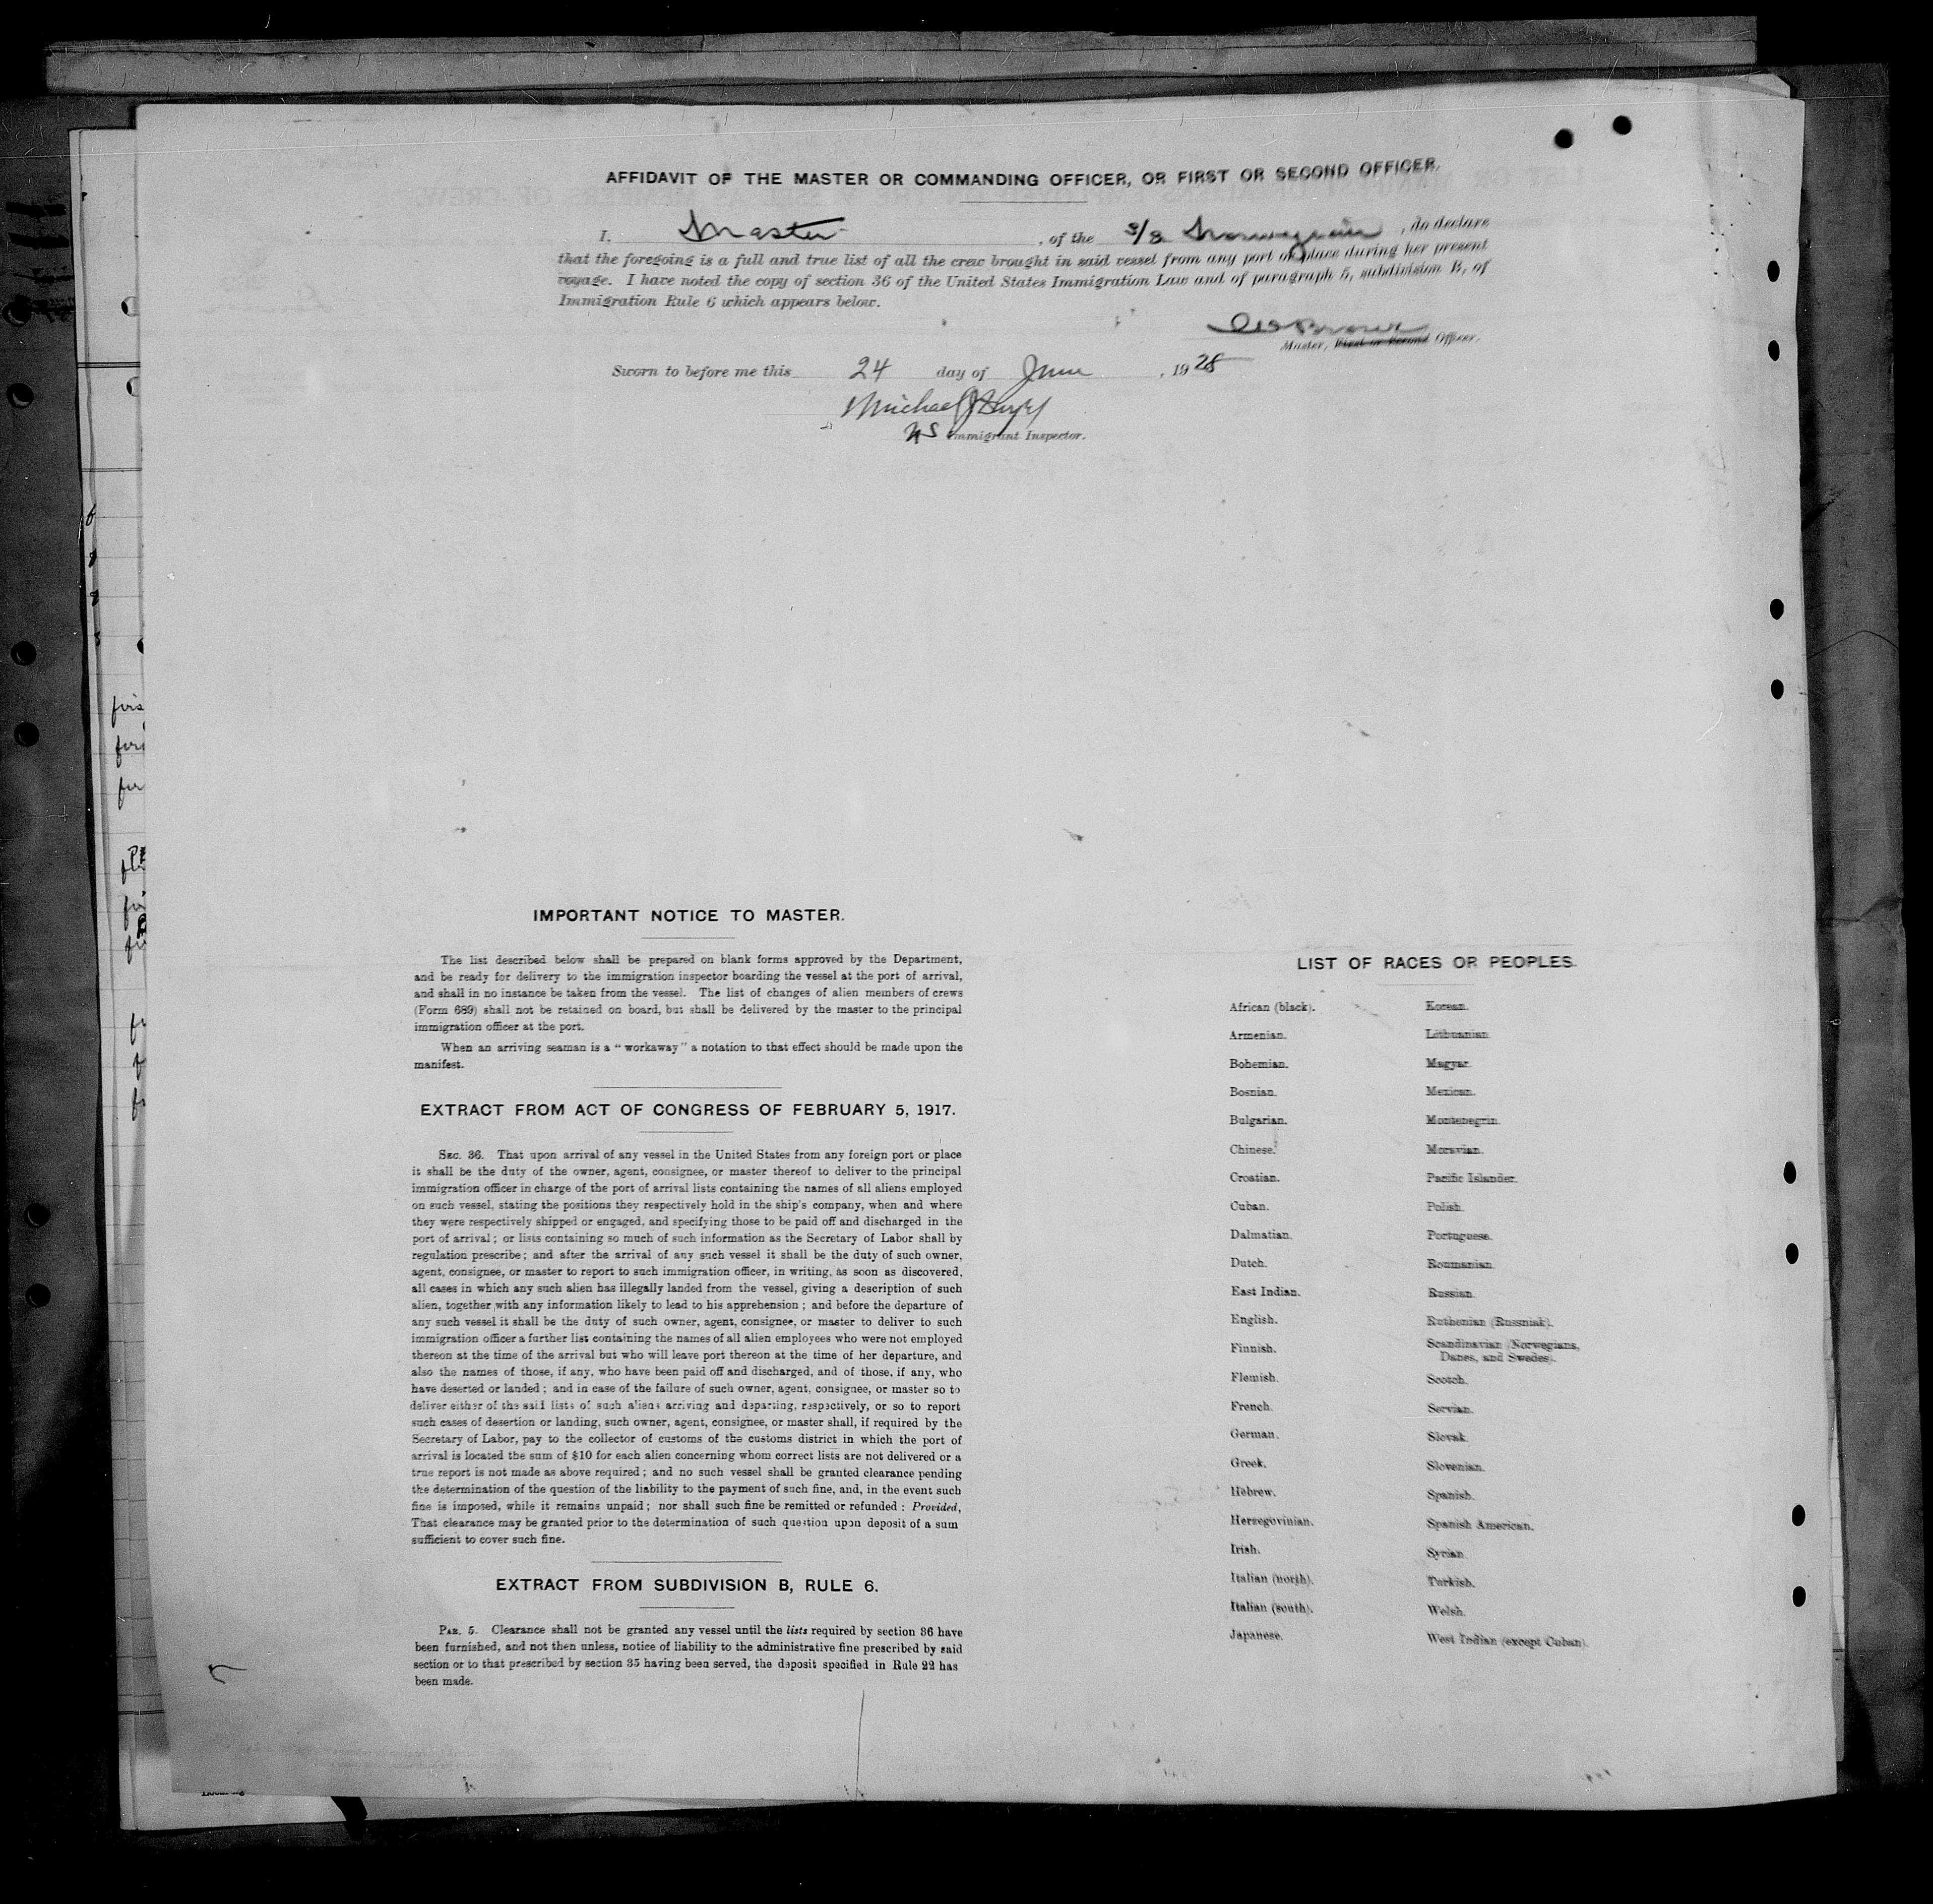 AFFIDAVIT OF THE MASTER OR COMMANDING OFFICER, OR FIRST OR SECOND OFFICER.
I, Master, of the S/S Norwegian, do declare
that the foregoing is a full and true list of all the crew brought in said vessel from any port or place during her present
voyage. I have noted the copy of section 36 of the United States Immigration Law and of paragraph 5, subdivision B, of
Immigration Rule 6 which appears below.
Master, First or Second Officer.
Sworn to before me this 24 day of June, 1928
Michael J
US Immigrant Inspector.
IMPORTANT NOTICE TO MASTER.
The list described below shall be prepared on blank forms approved by the Department,
and be ready for delivery to the immigration inspector boarding the vessel at the port of arrival,
and shall in no instance be taken from the vessel. The list of changes of alien members of crews
(Form 689) shall not be retained on board, but shall be delivered by the master to the principal
immigration officer at the port.
When an arriving seaman is a "workaway" a notation to that effect should be made upon the
manifest.
EXTRACT FROM ACT OF CONGRESS OF FEBRUARY 5, 1917.
SEC. 36. That upon arrival of any vessel in the United States from any foreign port or place
it shall be the duty of the owner, agent, consignee, or master thereof to deliver to the principal
immigration officer in charge of the port of arrival lists containing the names of all aliens employed
on such vessel, stating the positions they respectively hold in the ship's company, when and where
they were respectively shipped or engaged, and specifying those to be paid off and discharged in the
port of arrival; or lists containing so much of such information as the Secretary of Labor shall by
regulation prescribe; and after the arrival of any such vessel it shall be the duty of such owner,
agent, consignee, or master to report to such immigration officer, in writing, as soon as discovered,
all cases in which any such alien has illegally landed from the vessel, giving a description of such
alien, together with any information likely to lead to his apprehension; and before the departure of
any such vessel it shall be the duty of such owner, agent, consignee, or master to deliver to such
immigration officer a further list containing the names of all alien employees who were not employed
thereon at the time of the arrival but who will leave port thereon at the time of her departure, and
also the names of those, if any, who have been paid off and discharged, and of those, if any, who
have deserted or landed; and in case of the failure of such owner, agent, consignee, or master so to
deliver either of the said lists of such aliens arriving and departing, respectively, or so to report
such cases of desertion or landing, such owner, agent, consignee, or master shall, if required by the
Secretary of Labor, pay to the collector of customs of the customs district in which the port of
arrival is located the sum of $10 for each alien concerning whom correct lists are not delivered or a
true report is not made as above required; and no such vessel shall be granted clearance pending
the determination of the question of the liability to the payment of such fine, and, in the event such
fine is imposed, while it remains unpaid; nor shall such fine be remitted or refunded: Provided,
That clearance may be granted prior to the determination of such question upon deposit of a sum
sufficient to cover such fine.
EXTRACT FROM SUBDIVISION B, RULE 6.
PAR. 5. Clearance shall not be granted any vessel until the lists required by section 36 have
been furnished, and not then unless, notice of liability to the administrative fine prescribed by said
section or to that prescribed by section 35 having been served, the deposit specified in Rule 22 has
been made.
LIST OF RACES OR PEOPLES.
African (black).
Armenian.
Bohemian.
Bosnian.
Bulgarian.
Chinese.
Croatian.
Cuban.
Dalmatian.
Dutch.
East Indian.
English.
Finnish.
Flemish.
French.
German.
Greek.
Hebrew.
Herzegovinian.
Irish.
Italian (north).
Italian (south).
Japanese.
Korean.
Lithuanian.
Magyar.
Mexican.
Montenegrin.
Moravian.
Pacific Islander.
Polish.
Portuguese.
Roumanian.
Russian.
Ruthenian (Russniak).
Scandinavian (Norwegians,
Danes, and Swedes).
Scotch.
Servian.
Slovak.
Slovenian.
Spanish.
Spanish American.
Syrian.
Turkish.
Welsh.
West Indian (except Cuban).